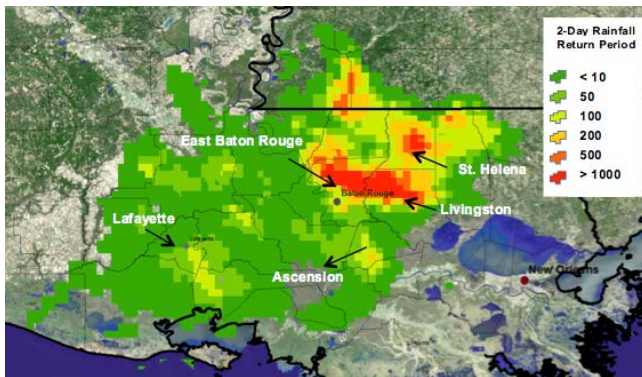 2-Day Rainfall
Return Period
< 10
50
100
200
500
> 1000
East Baton Rouge
St. Helena
Baton Rouge
Livingston
Lafayette
Ascension
New Orleans